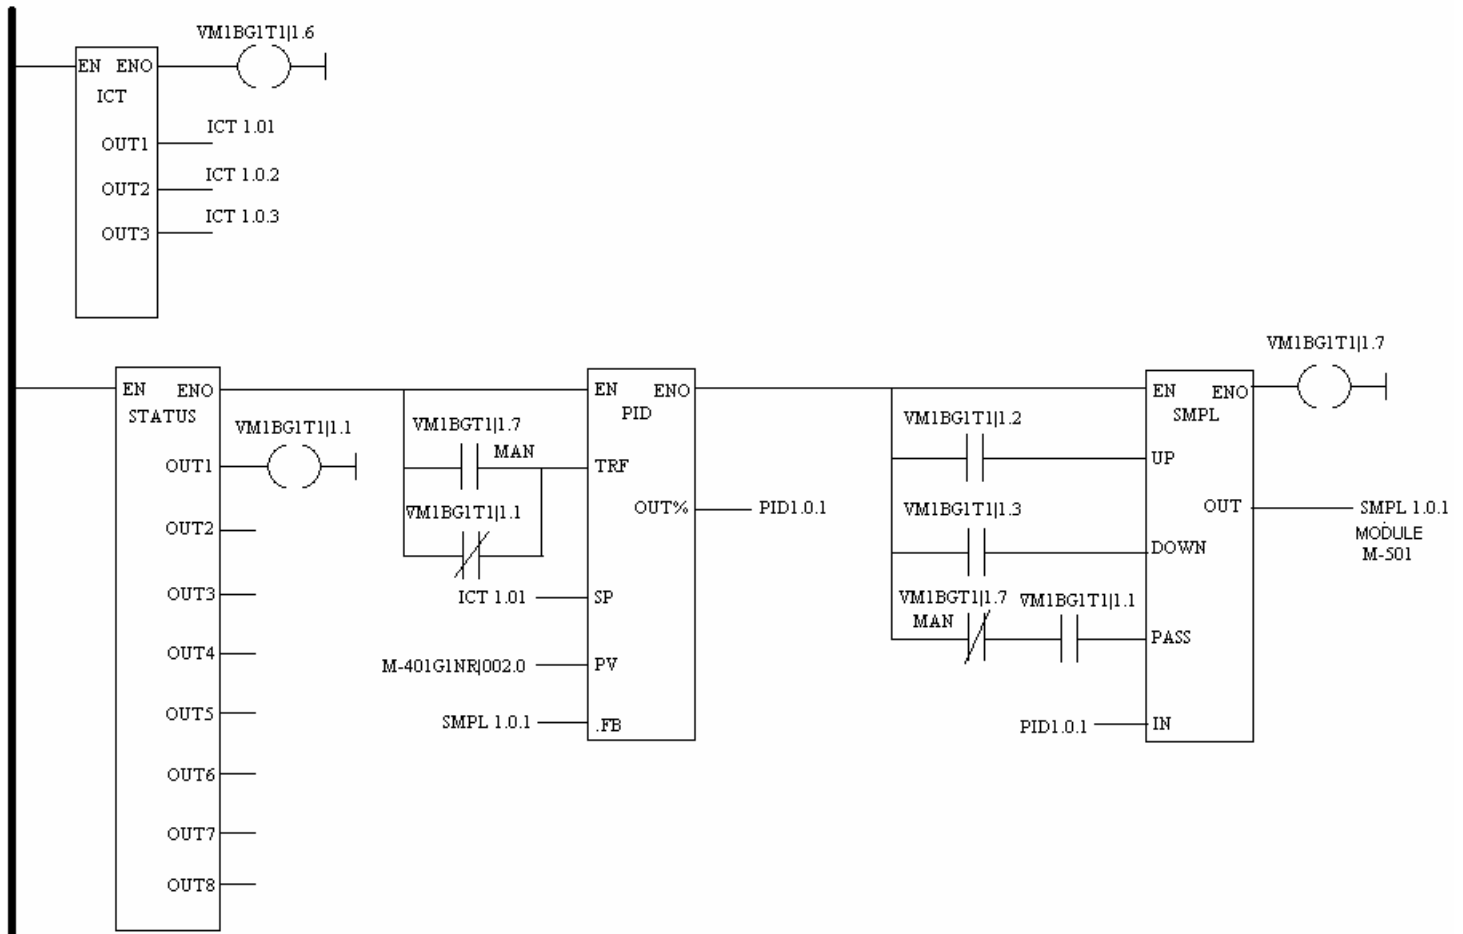 VM1BG1T1|1.6
EN ENO
ICT
OUT1
ICT 1.01
OUT2
ICT 1.0.2
OUT3
ICT 1.0.3
EN ENO
STATUS
OUT1
VM1BG1T1|1.1
OUT2
OUT3
OUT4
OUT5
OUT6
OUT7
OUT8
VM1BGT1|1.7
MAN
VM1BG1T1|1.1
EN ENO
PID
TRF
OUT%
PID1.0.1
ICT 1.01
SP
M-401G1NR|002.0
PV
SMPL 1.0.1
.FB
VM1BG1T1|1.2
VM1BG1T1|1.3
VM1BGT1|1.7
MAN
VM1BG1T1|1.1
EN ENO
SMPL
VM1BG1T1|1.7
UP
OUT
SMPL 1.0.1
MODULE
M-501
DOWN
PASS
PID1.0.1
IN